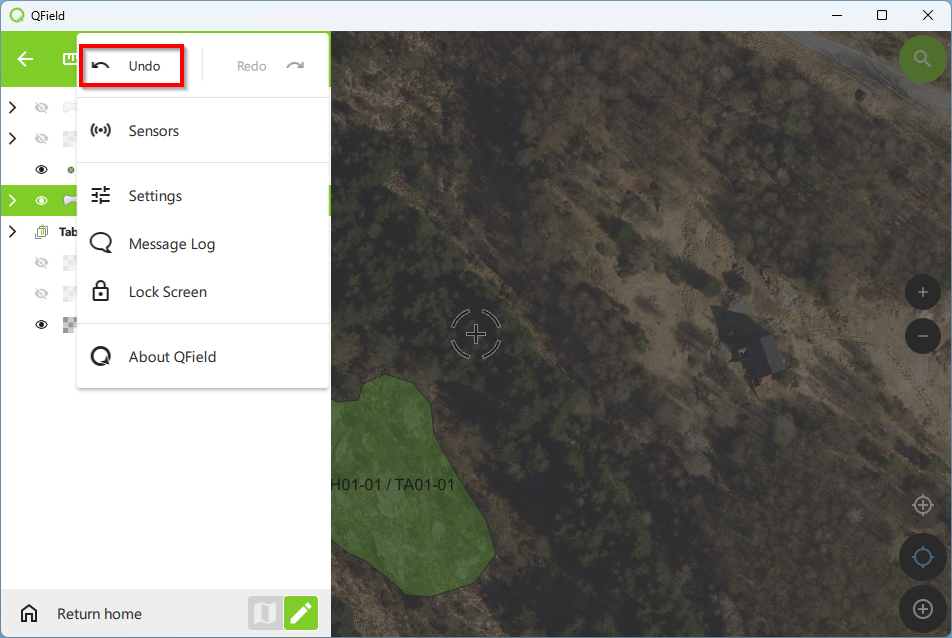 QField
Undo
Redo
Sensors
Settings
Tab
Message Log
Lock Screen
About QField
H01-01 / TA01-01
Return home